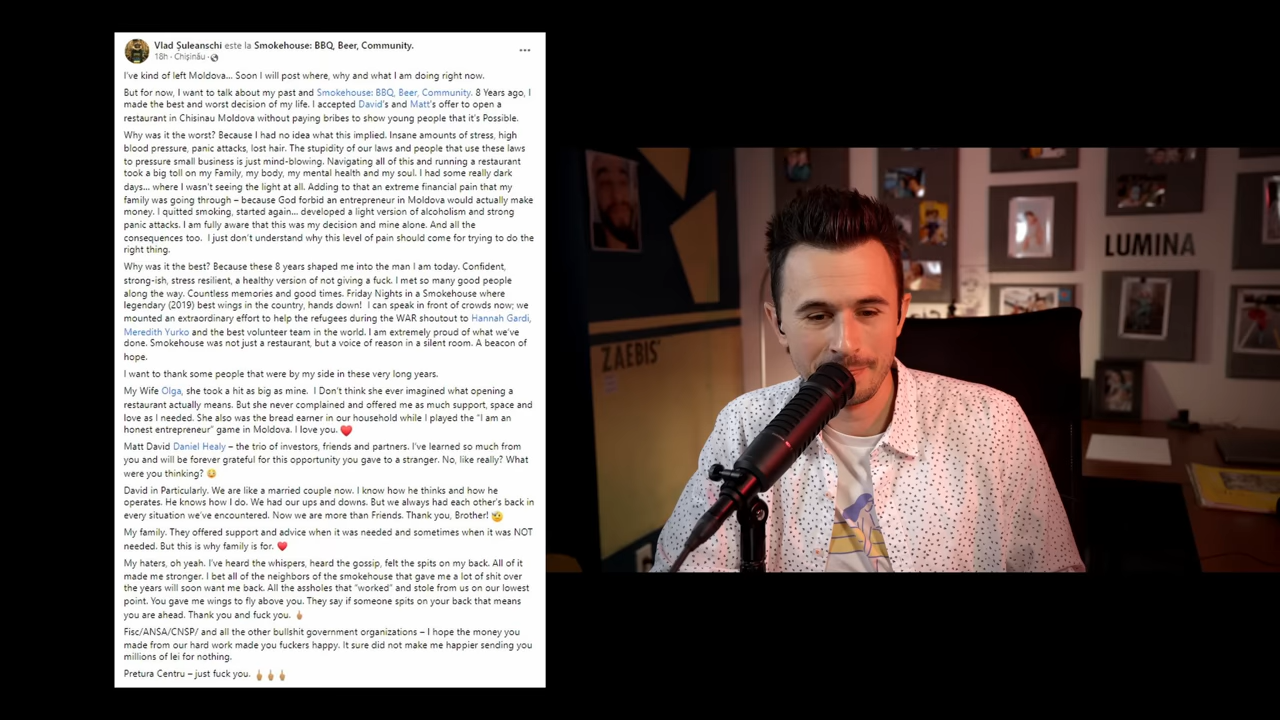 Vlad Șuleanschi este la Smokehouse: BBQ, Beer, Community.
18h · Chișinău ·
I've kind of left Moldova... Soon I will post where, why and what I am doing right now.
But for now, I want to talk about my past and Smokehouse: BBQ, Beer, Community. 8 Years ago, I
made the best and worst decision of my life. I accepted David's and Matt's offer to open a
restaurant in Chisinau Moldova without paying bribes to show young people that it's Possible.
Why was it the worst? Because I had no idea what this implied. Insane amounts of stress, high
blood pressure, panic attacks, lost hair. The stupidity of our laws and people that use these laws
to pressure small business is just mind-blowing. Navigating all of this and running a restaurant
took a big toll on my Family, my body, my mental health and my soul. I had some really dark
days... where I wasn't seeing the light at all. Adding to that an extreme financial pain that my
family was going through – because God forbid an entrepreneur in Moldova would actually make
money. I quitted smoking, started again... developed a light version of alcoholism and strong
panic attacks. I am fully aware that this was my decision and mine alone. And all the
consequences too. I just don't understand why this level of pain should come for trying to do the
right thing.
Why was it the best? Because these 8 years shaped me into the man I am today. Confident,
strong-ish, stress resilient, a healthy version of not giving a fuck. I met so many good people
along the way. Countless memories and good times. Friday Nights in a Smokehouse where
legendary (2019) best wings in the country, hands down! I can speak in front of crowds now; we
mounted an extraordinary effort to help the refugees during the WAR shoutout to Hannah Gardi,
Meredith Yurko and the best volunteer team in the world. I am extremely proud of what we've
done. Smokehouse was not just a restaurant, but a voice of reason in a silent room. A beacon of
hope.
I want to thank some people that were by my side in these very long years.
My Wife Olga, she took a hit as big as mine. I Don't think she ever imagined what opening a
restaurant actually means. But she never complained and offered me as much support, space and
love as I needed. She also was the bread earner in our household while I played the "I am an
honest entrepreneur" game in Moldova. I love you. ❤️
Matt David Daniel Healy – the trio of investors, friends and partners. I've learned so much from
you and will be forever grateful for this opportunity you gave to a stranger. No, like really? What
were you thinking?
David in Particularly. We are like a married couple now. I know how he thinks and how he
operates. He knows how I do. We had our ups and downs. But we always had each other's back in
every situation we've encountered. Now we are more than Friends. Thank you, Brother!
My family. They offered support and advice when it was needed and sometimes when it was NOT
needed. But this is why family is for. ❤️
My haters, oh yeah. I've heard the whispers, heard the gossip, felt the spits on my back. All of it
made me stronger. I bet all of the neighbors of the smokehouse that gave me a lot of shit over
the years will soon want me back. All the assholes that "worked" and stole from us on our lowest
point. You gave me wings to fly above you. They say if someone spits on your back that means
you are ahead. Thank you and fuck you. 🖕
Fisc/ANSA/CNSP/ and all the other bullshit government organizations – I hope the money you
made from our hard work made you fuckers happy. It sure did not make me happier sending you
millions of lei for nothing.
Pretura Centru – just fuck you. 🖕🖕🖕
LUMINA
ZAEBIS'